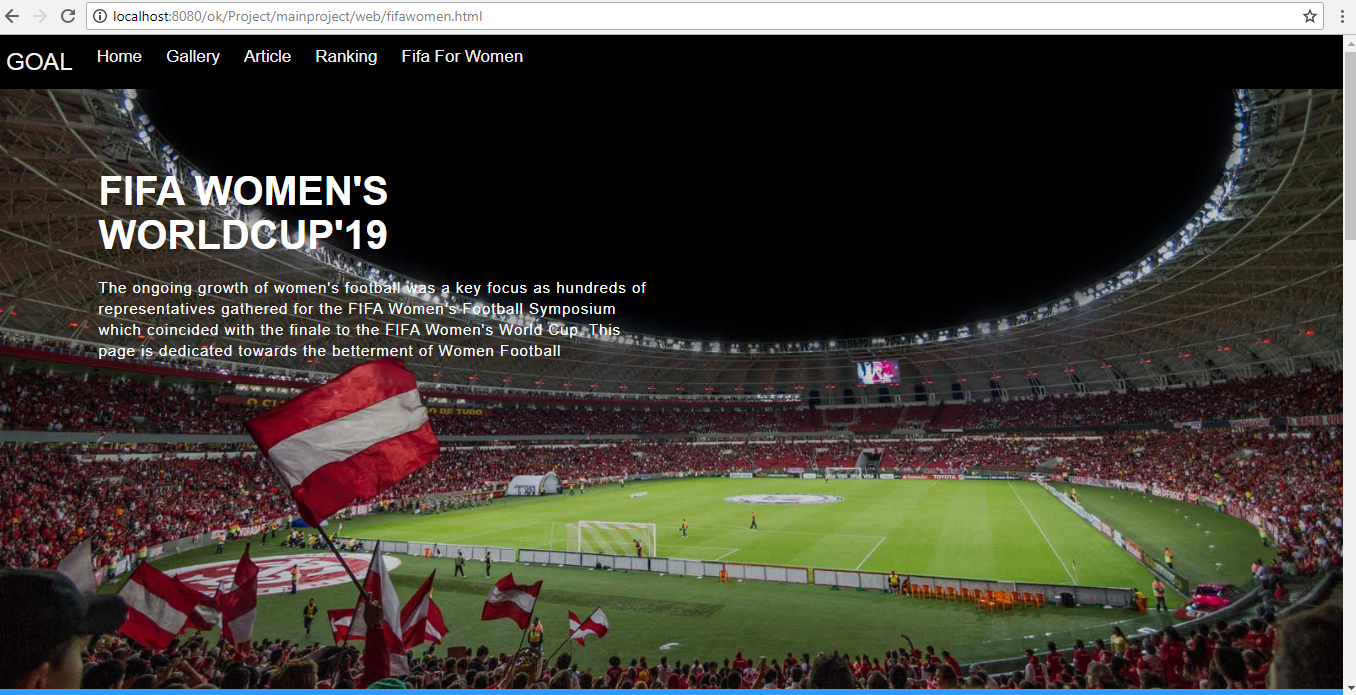 localhost:8080/ok/Project/mainproject/web/fifawomen.html
GOAL Home Gallery Article Ranking Fifa For Women
FIFA WOMEN'S
WORLDCUP'19
The ongoing growth of women's football was a key focus as hundreds of
representatives gathered for the FIFA Women's Football Symposium
which coincided with the finale to the FIFA Women's World Cup. This
page is dedicated towards the betterment of Women Football
DE TUDO
TOYOTA